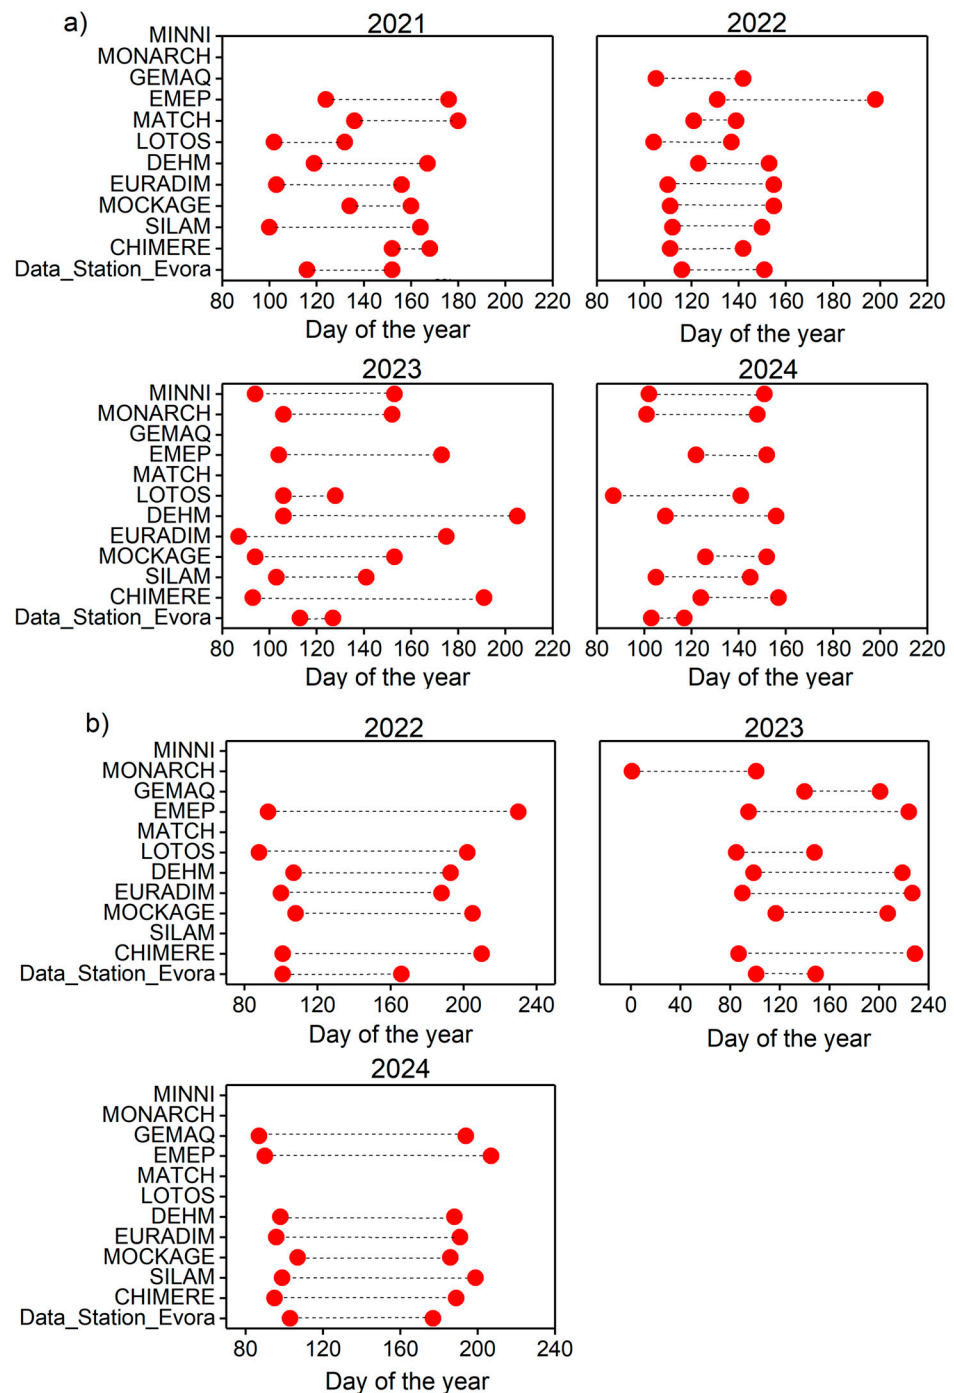 a)
2021
2022
MINNI
MONARCH
GEMAQ
EMEP
MATCH
LOTOS
DEHM
EURADIM
MOCKAGE
SILAM
CHIMERE
Data_Station_Evora
80 100 120 140 160 180 200 220
80 100 120 140 160 180 200 220
Day of the year
Day of the year
2023
2024
MINNI
MONARCH
GEMAQ
EMEP
MATCH
LOTOS
DEHM
EURADIM
MOCKAGE
SILAM
CHIMERE
Data_Station_Evora
80 100 120 140 160 180 200 220
80 100 120 140 160 180 200 220
Day of the year
Day of the year
b)
2022
2023
MINNI
MONARCH
GEMAQ
EMEP
MATCH
LOTOS
DEHM
EURADIM
MOCKAGE
SILAM
CHIMERE
Data_Station_Evora
80 120 160 200 240
0 40 80 120 160 200 240
Day of the year
Day of the year
2024
MINNI
MONARCH
GEMAQ
EMEP
MATCH
LOTOS
DEHM
EURADIM
MOCKAGE
SILAM
CHIMERE
Data_Station_Evora
80 120 160 200 240
Day of the year